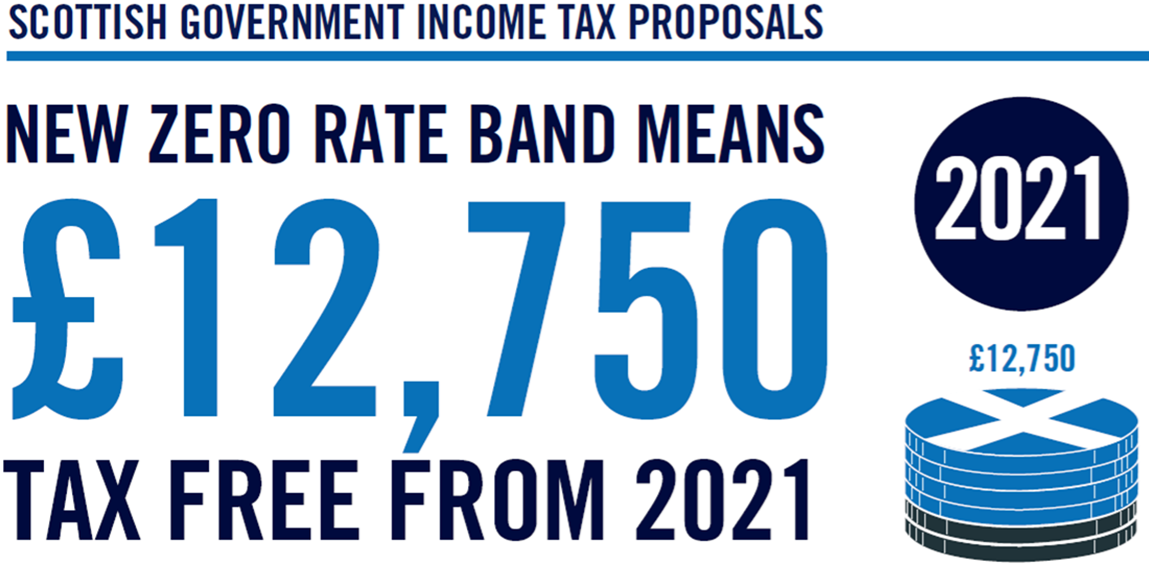 SCOTTISH GOVERNMENT INCOME TAX PROPOSALS
NEW ZERO RATE BAND MEANS
£12,750
TAX FREE FROM 2021
2021
£12,750